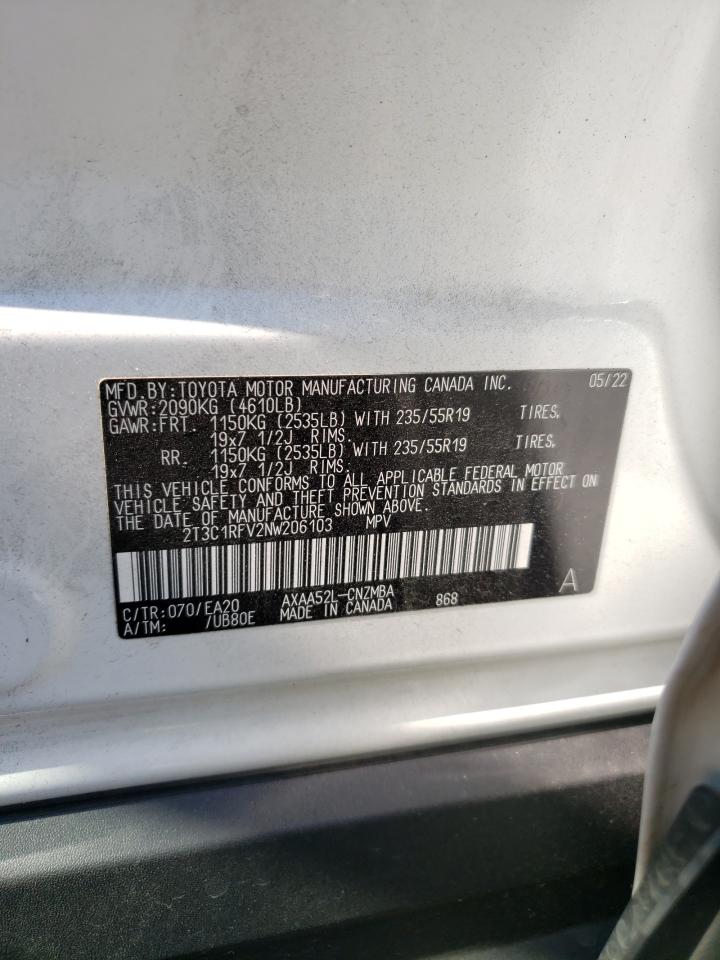 MFD.BY:TOYOTA MOTOR MANUFACTURING CANADA INC. 05/22
GVWR:2090KG (4610LB)
GAWR:FRT. 1150KG (2535LB) WITH 235/55R19 TIRES,
19x7 1/2J RIMS.
RR. 1150KG (2535LB) WITH 235/55R19 TIRES,
19x7 1/2J RIMS.
THIS VEHICLE CONFORMS TO ALL APPLICABLE FEDERAL MOTOR
VEHICLE SAFETY AND THEFT PREVENTION STANDARDS IN EFFECT ON
THE DATE OF MANUFACTURE SHOWN ABOVE.
2T3C1RFV2NW206103 MPV
C/TR:070/EA20 AXAA52L-CNZMBA 868 A
A/TM: /UB80E MADE IN CANADA